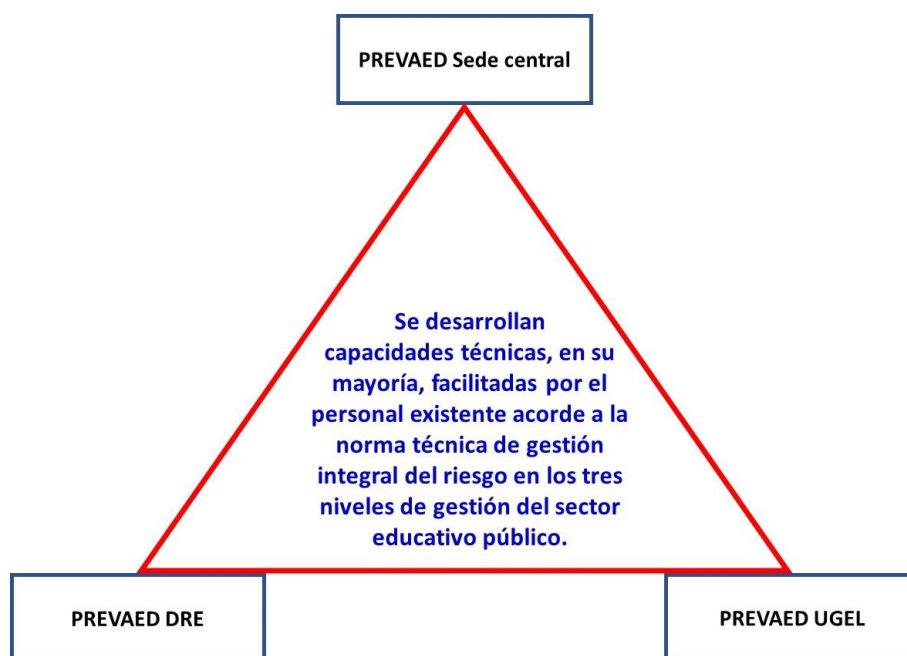 PREVAED Sede central
Se desarrollan
capacidades técnicas, en su
mayoría, facilitadas por el
personal existente acorde a la
norma técnica de gestión
integral del riesgo en los tres
niveles de gestión del sector
educativo público.
PREVAED DRE
PREVAED UGEL